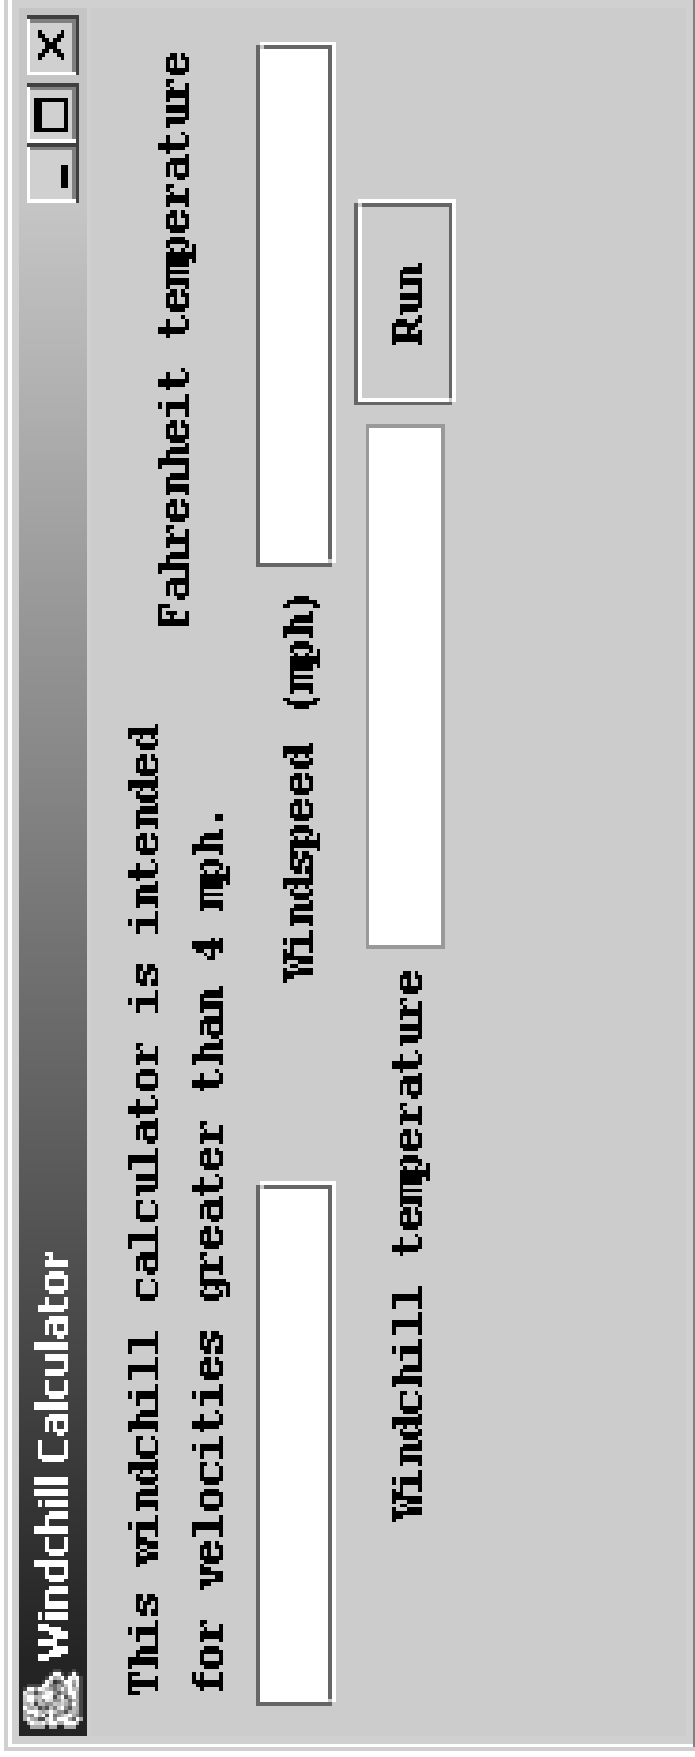 Windchill Calculator
This windchill calculator is intended
for velocities greater than 4 mph.
Fahrenheit temperature
Windspeed (mph)
Windchill temperature
Run